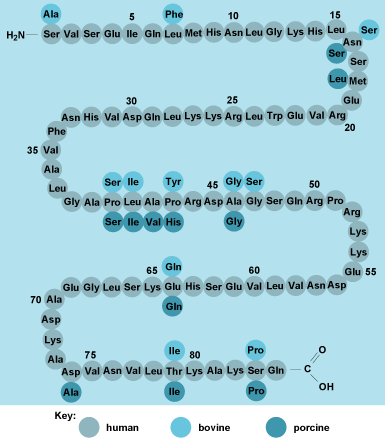 Ala 5 Phe 10 15
H₂N Ser Val Ser Glu Ile Gln Leu Met His Asn Leu Gly Lys His Leu Ser
Asn
Ser Ser
Leu Met
Glu
30 25 20
Asn His Val Asp Gln Leu Lys Lys Arg Leu Trp Glu Val Arg
Phe
35 Val
Ala
Leu
Ser Ile Tyr 45 Gly Ser 50
Gly Ala Pro Leu Ala Pro Arg Asp Ala Gly Ser Gln Arg Pro
Ser Ile Val His Gly
Arg
Lys
Lys
65 Gln 60 Glu 55
Glu Gly Leu Ser Lys Glu His Ser Glu Val Leu Val Asn Asp
70 Ala Gln
Asp
Lys
Ala 75 Ile 80 Pro O
Asp Val Asn Val Leu Thr Lys Ala Lys Ser Gln C
Ala Ile Pro OH
Key:
human bovine porcine